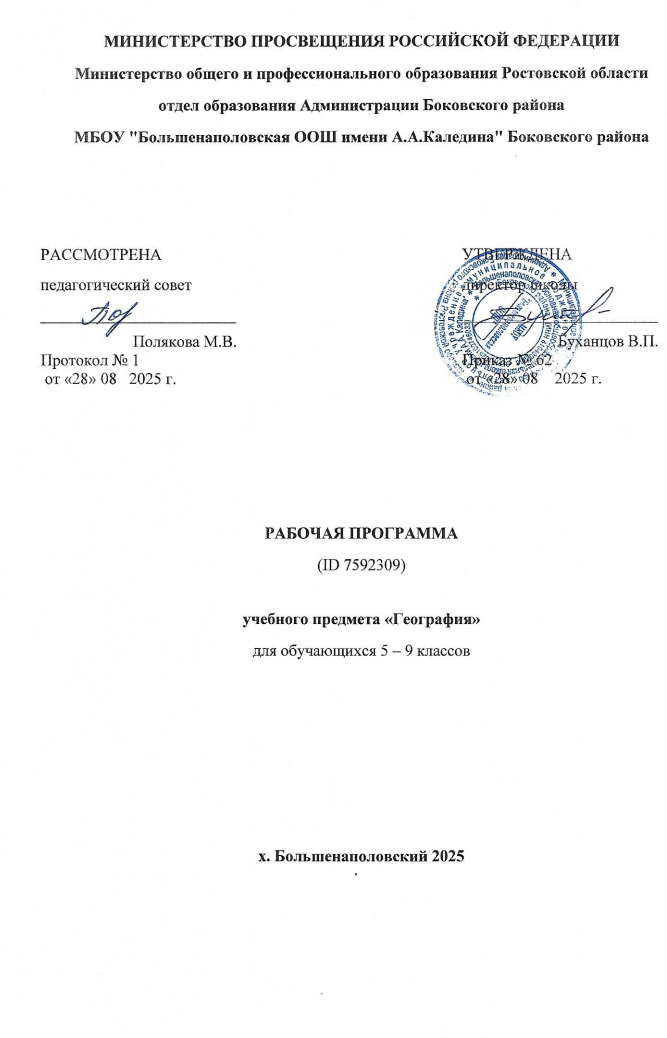 МИНИСТЕРСТВО ПРОСВЕЩЕНИЯ РОССИЙСКОЙ ФЕДЕРАЦИИ
Министерство общего и профессионального образования Ростовской области
отдел образования Администрации Боковского района
МБОУ "Большенаполовская ООШ имени А.А.Каледина" Боковского района
РАССМОТРЕНА
педагогический совет
Полякова М.В.
Протокол № 1
от «28» 08 2025 г.
УТВЕРЖДЕНА
директор школы
Буханцов В.П.
Приказ № 62
от «28» 08 2025 г.
РАБОЧАЯ ПРОГРАММА
(ID 7592309)
учебного предмета «География»
для обучающихся 5 – 9 классов
х. Большенаполовский 2025